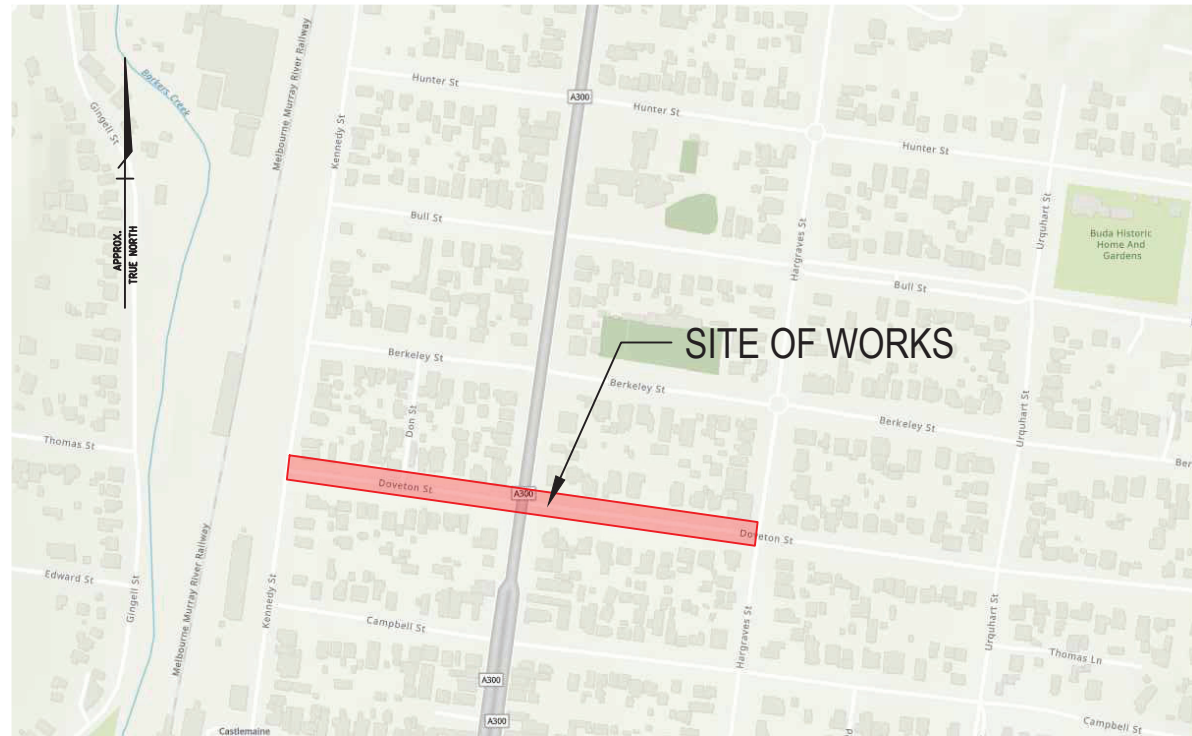 Hunter St
A300
Hunter St
Hunter St
Barkers Creek
Gingell St
Melbourne Murray River Railway
Kennedy St
APPROX.
TRUE NORTH
Bull St
Hargraves St
Urquhart St
Buda Historic
Home And
Gardens
Bull St
SITE OF WORKS
Berkeley St
Berkeley St
Berkeley St
Ber
Don St
Urquhart St
Thomas St
Doveton St
A300
Doveton St
Edward St
Gingell St
Melbourne Murray River Railway
Kennedy St
Campbell St
Hargraves St
Urquhart St
Thomas Ln
A300
A300
Campbell St
Castlemaine